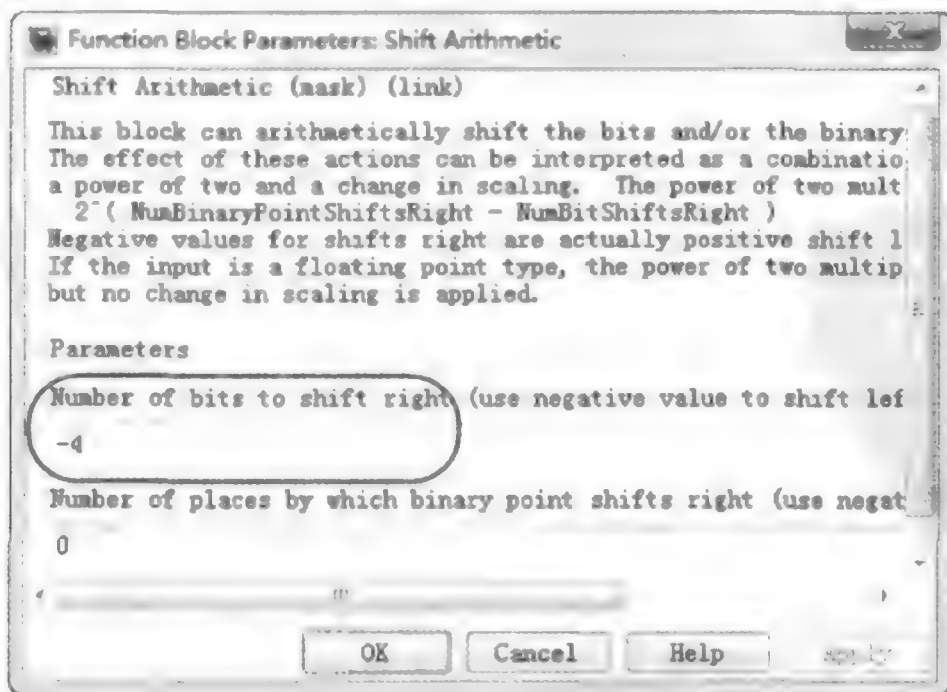 Function Block Parameters: Shift Arithmetic
Shift Arithmetic (mask) (link)
This block can arithmetically shift the bits and/or the binary
The effect of these actions can be interpreted as a combinatio
a power of two and a change in scaling. The power of two mult
2^( NumBinaryPointShiftsRight - NumBitShiftsRight )
Negative values for shifts right are actually positive shift l
If the input is a floating point type, the power of two multip
but no change in scaling is applied.
Parameters
Number of bits to shift right (use negative value to shift lef
-4
Number of places by which binary point shifts right (use negat
0
OK Cancel Help Apply